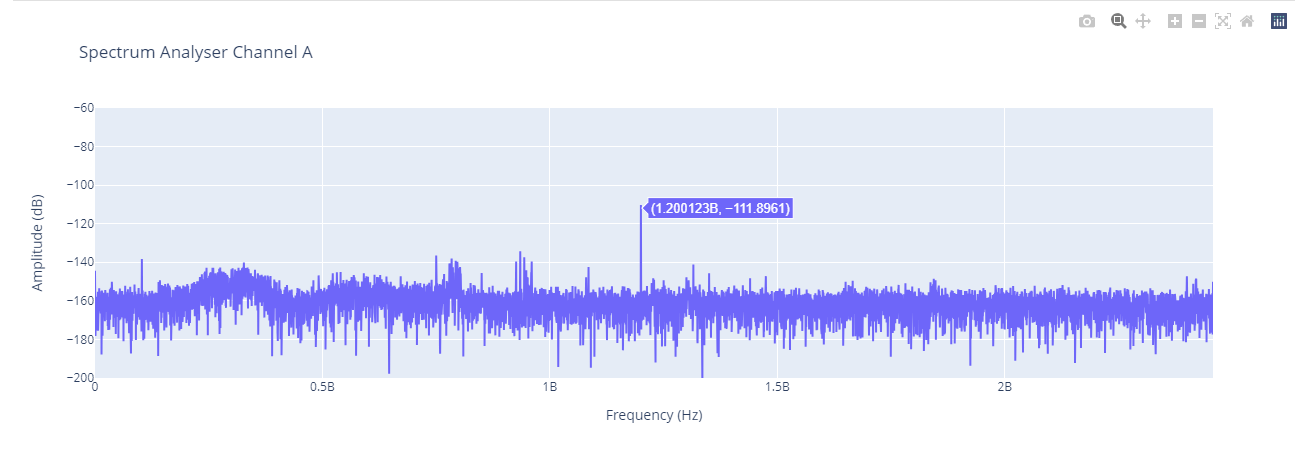 Spectrum Analyser Channel A
−60
−80
−100
−120
−140
−160
−180
−200
Amplitude (dB)
(1.200123B, −111.8961)
0
0.5B
1B
1.5B
2B
Frequency (Hz)